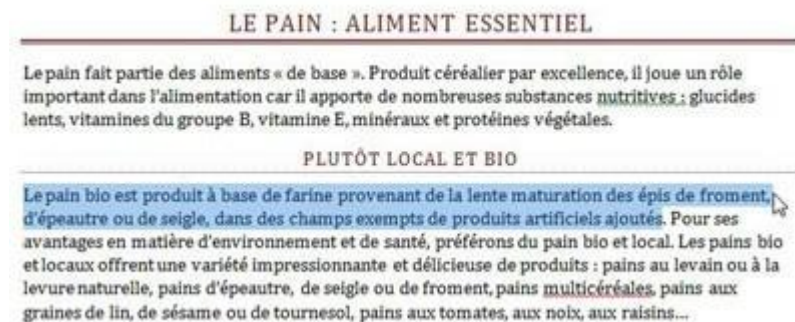 LE PAIN : ALIMENT ESSENTIEL
Le pain fait partie des aliments « de base ». Produit céréalier par excellence, il joue un rôle
important dans l'alimentation car il apporte de nombreuses substances nutritives : glucides
lents, vitamines du groupe B, vitamine E, minéraux et protéines végétales.
PLUTÔT LOCAL ET BIO
Le pain bio est produit à base de farine provenant de la lente maturation des épis de froment,
d'épeautre ou de seigle, dans des champs exempts de produits artificiels ajoutés. Pour ses
avantages en matière d'environnement et de santé, préférons du pain bio et local. Les pains bio
et locaux offrent une variété impressionnante et délicieuse de produits : pains au levain ou à la
levure naturelle, pains d'épeautre, de seigle ou de froment, pains multicéréales, pains aux
graines de lin, de sésame ou de tournesol, pains aux tomates, aux noix, aux raisins...